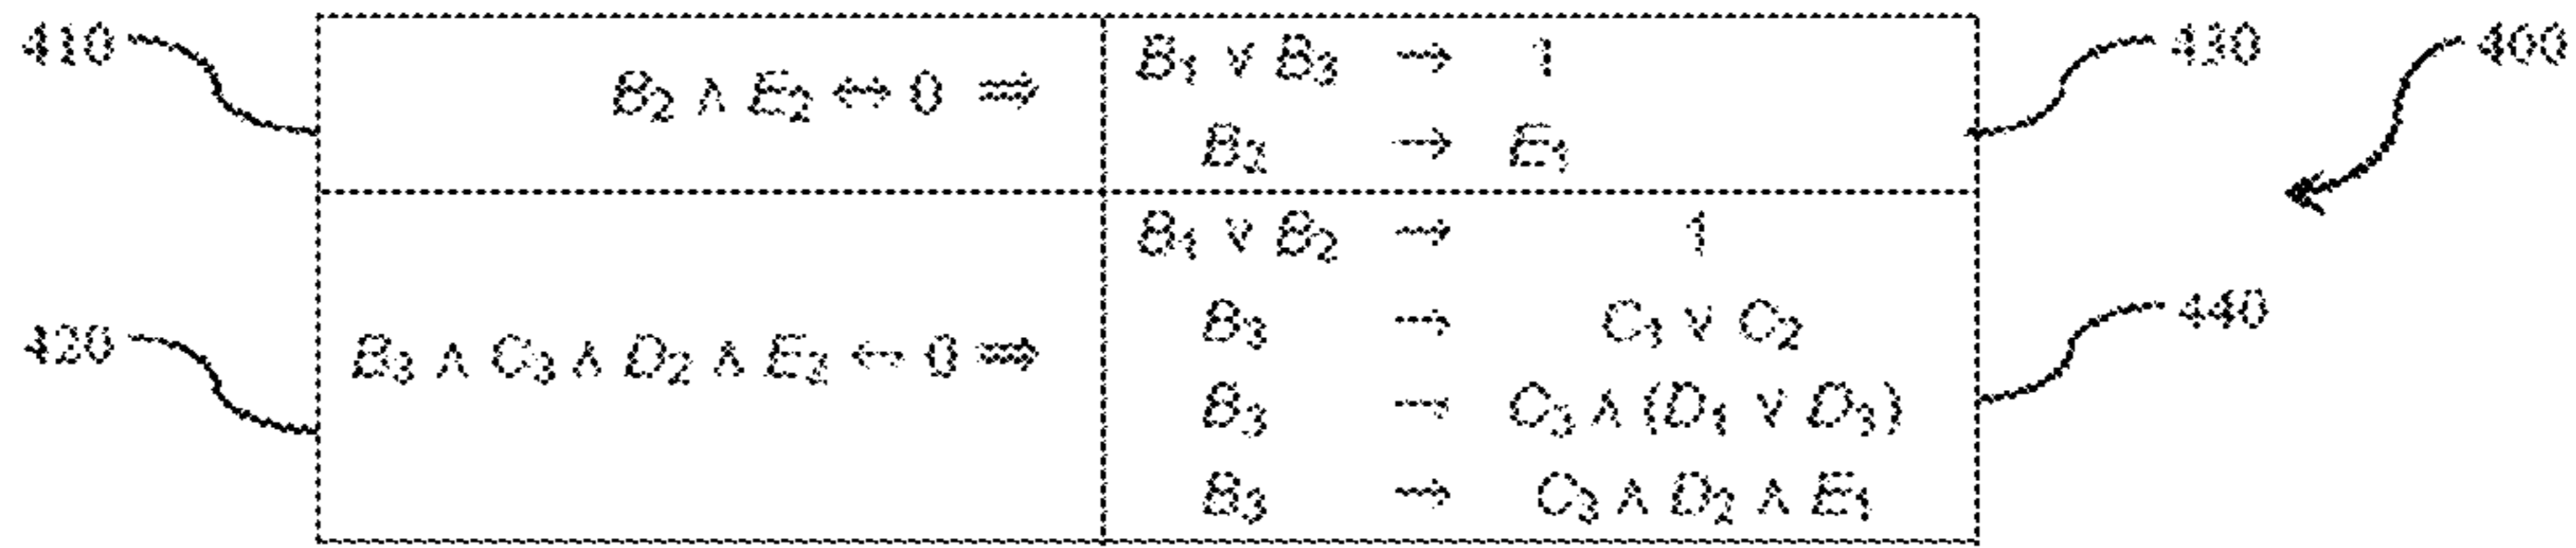 410
B₂ ∧ E₂ ↔ 0 ⇒
B₁ ∨ B₃ → 1
B₂ → E₁
430
400
420
B₃ ∧ C₃ ∧ D₂ ∧ E₂ ↔ 0 ⇒
B₁ ∨ B₂ → 1
B₃ → C₁ ∨ C₂
B₃ → C₃ ∧ (D₁ ∨ D₃)
B₃ → C₃ ∧ D₂ ∧ E₁
440